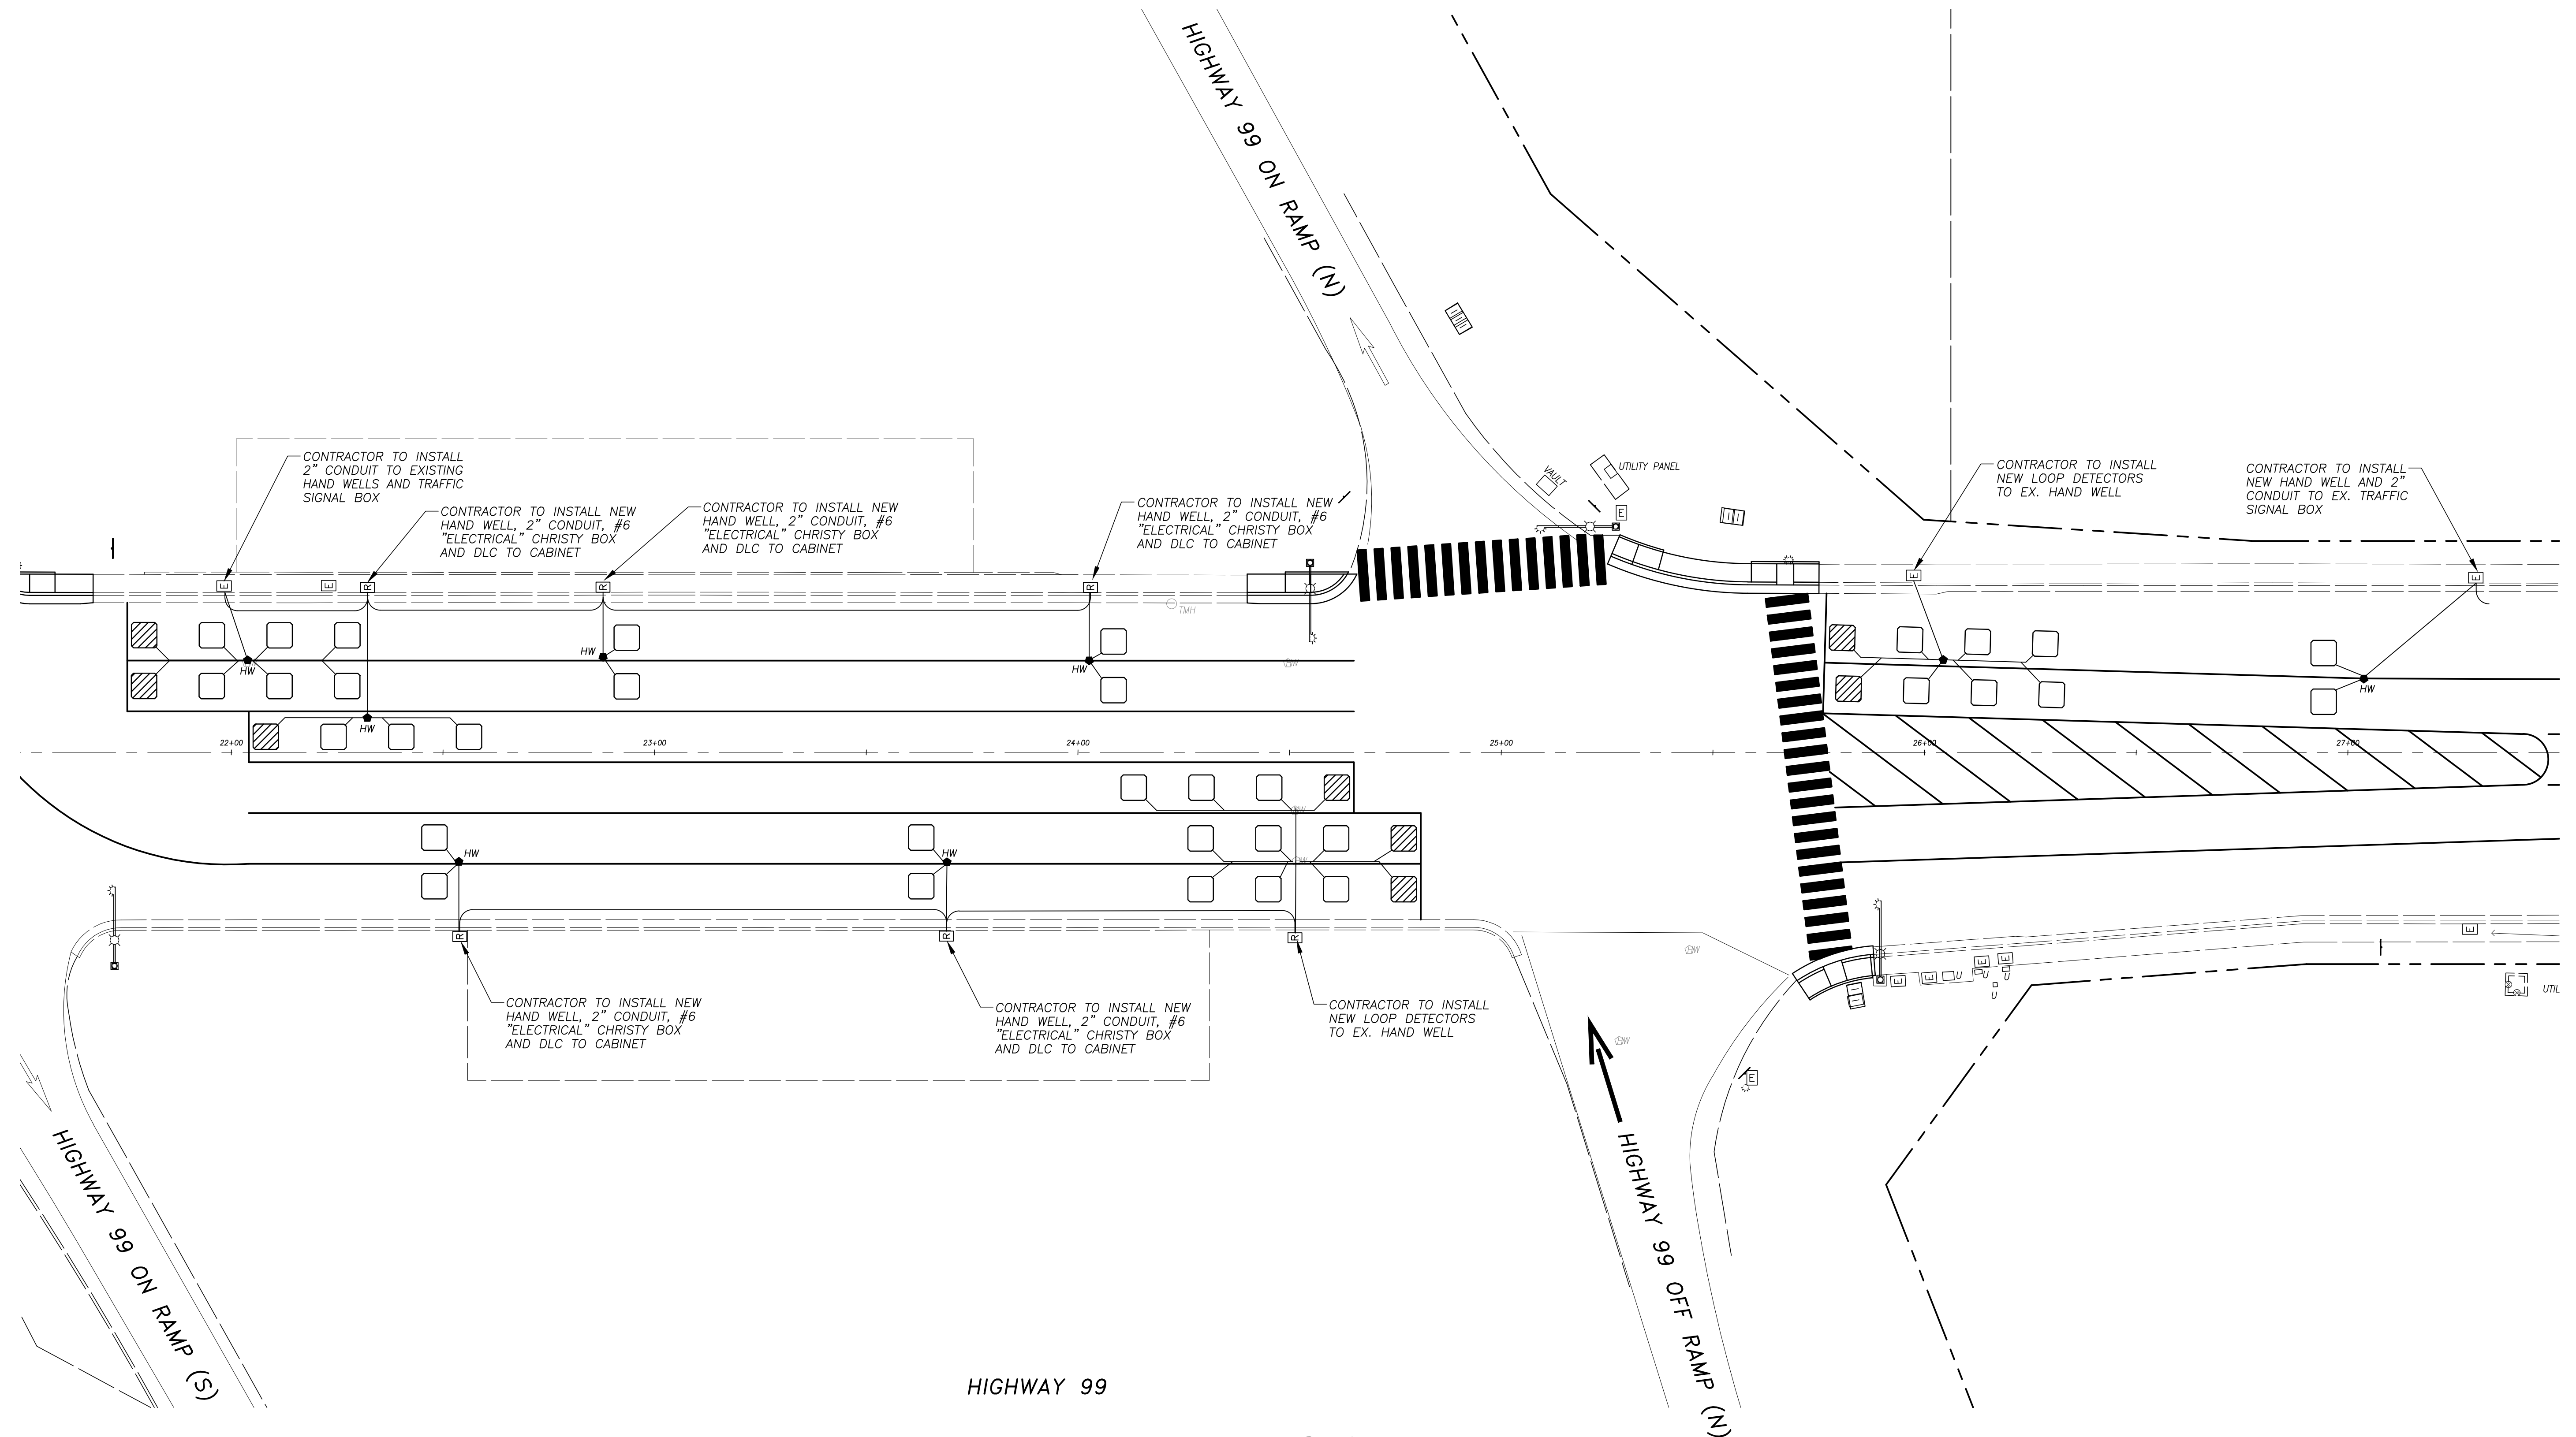 HIGHWAY 99 ON RAMP (N)
CONTRACTOR TO INSTALL
2" CONDUIT TO EXISTING
HAND WELLS AND TRAFFIC
SIGNAL BOX
CONTRACTOR TO INSTALL NEW
HAND WELL, 2" CONDUIT, #6
"ELECTRICAL" CHRISTY BOX
AND DLC TO CABINET
CONTRACTOR TO INSTALL NEW
HAND WELL, 2" CONDUIT, #6
"ELECTRICAL" CHRISTY BOX
AND DLC TO CABINET
CONTRACTOR TO INSTALL NEW
HAND WELL, 2" CONDUIT, #6
"ELECTRICAL" CHRISTY BOX
AND DLC TO CABINET
VAULT
UTILITY PANEL
E
CONTRACTOR TO INSTALL
NEW LOOP DETECTORS
TO EX. HAND WELL
CONTRACTOR TO INSTALL
NEW HAND WELL AND 2"
CONDUIT TO EX. TRAFFIC
SIGNAL BOX
E
E
R
R
R
E
E
TMH
HW
HW
HW
HW
HW
22+00
23+00
24+00
25+00
26+00
27+00
HW
HW
R
R
R
E
E
E
E
E
U
U
U
U
UTIL
E
CONTRACTOR TO INSTALL NEW
HAND WELL, 2" CONDUIT, #6
"ELECTRICAL" CHRISTY BOX
AND DLC TO CABINET
CONTRACTOR TO INSTALL NEW
HAND WELL, 2" CONDUIT, #6
"ELECTRICAL" CHRISTY BOX
AND DLC TO CABINET
CONTRACTOR TO INSTALL
NEW LOOP DETECTORS
TO EX. HAND WELL
HIGHWAY 99 ON RAMP (S)
HIGHWAY 99 OFF RAMP (N)
HIGHWAY 99